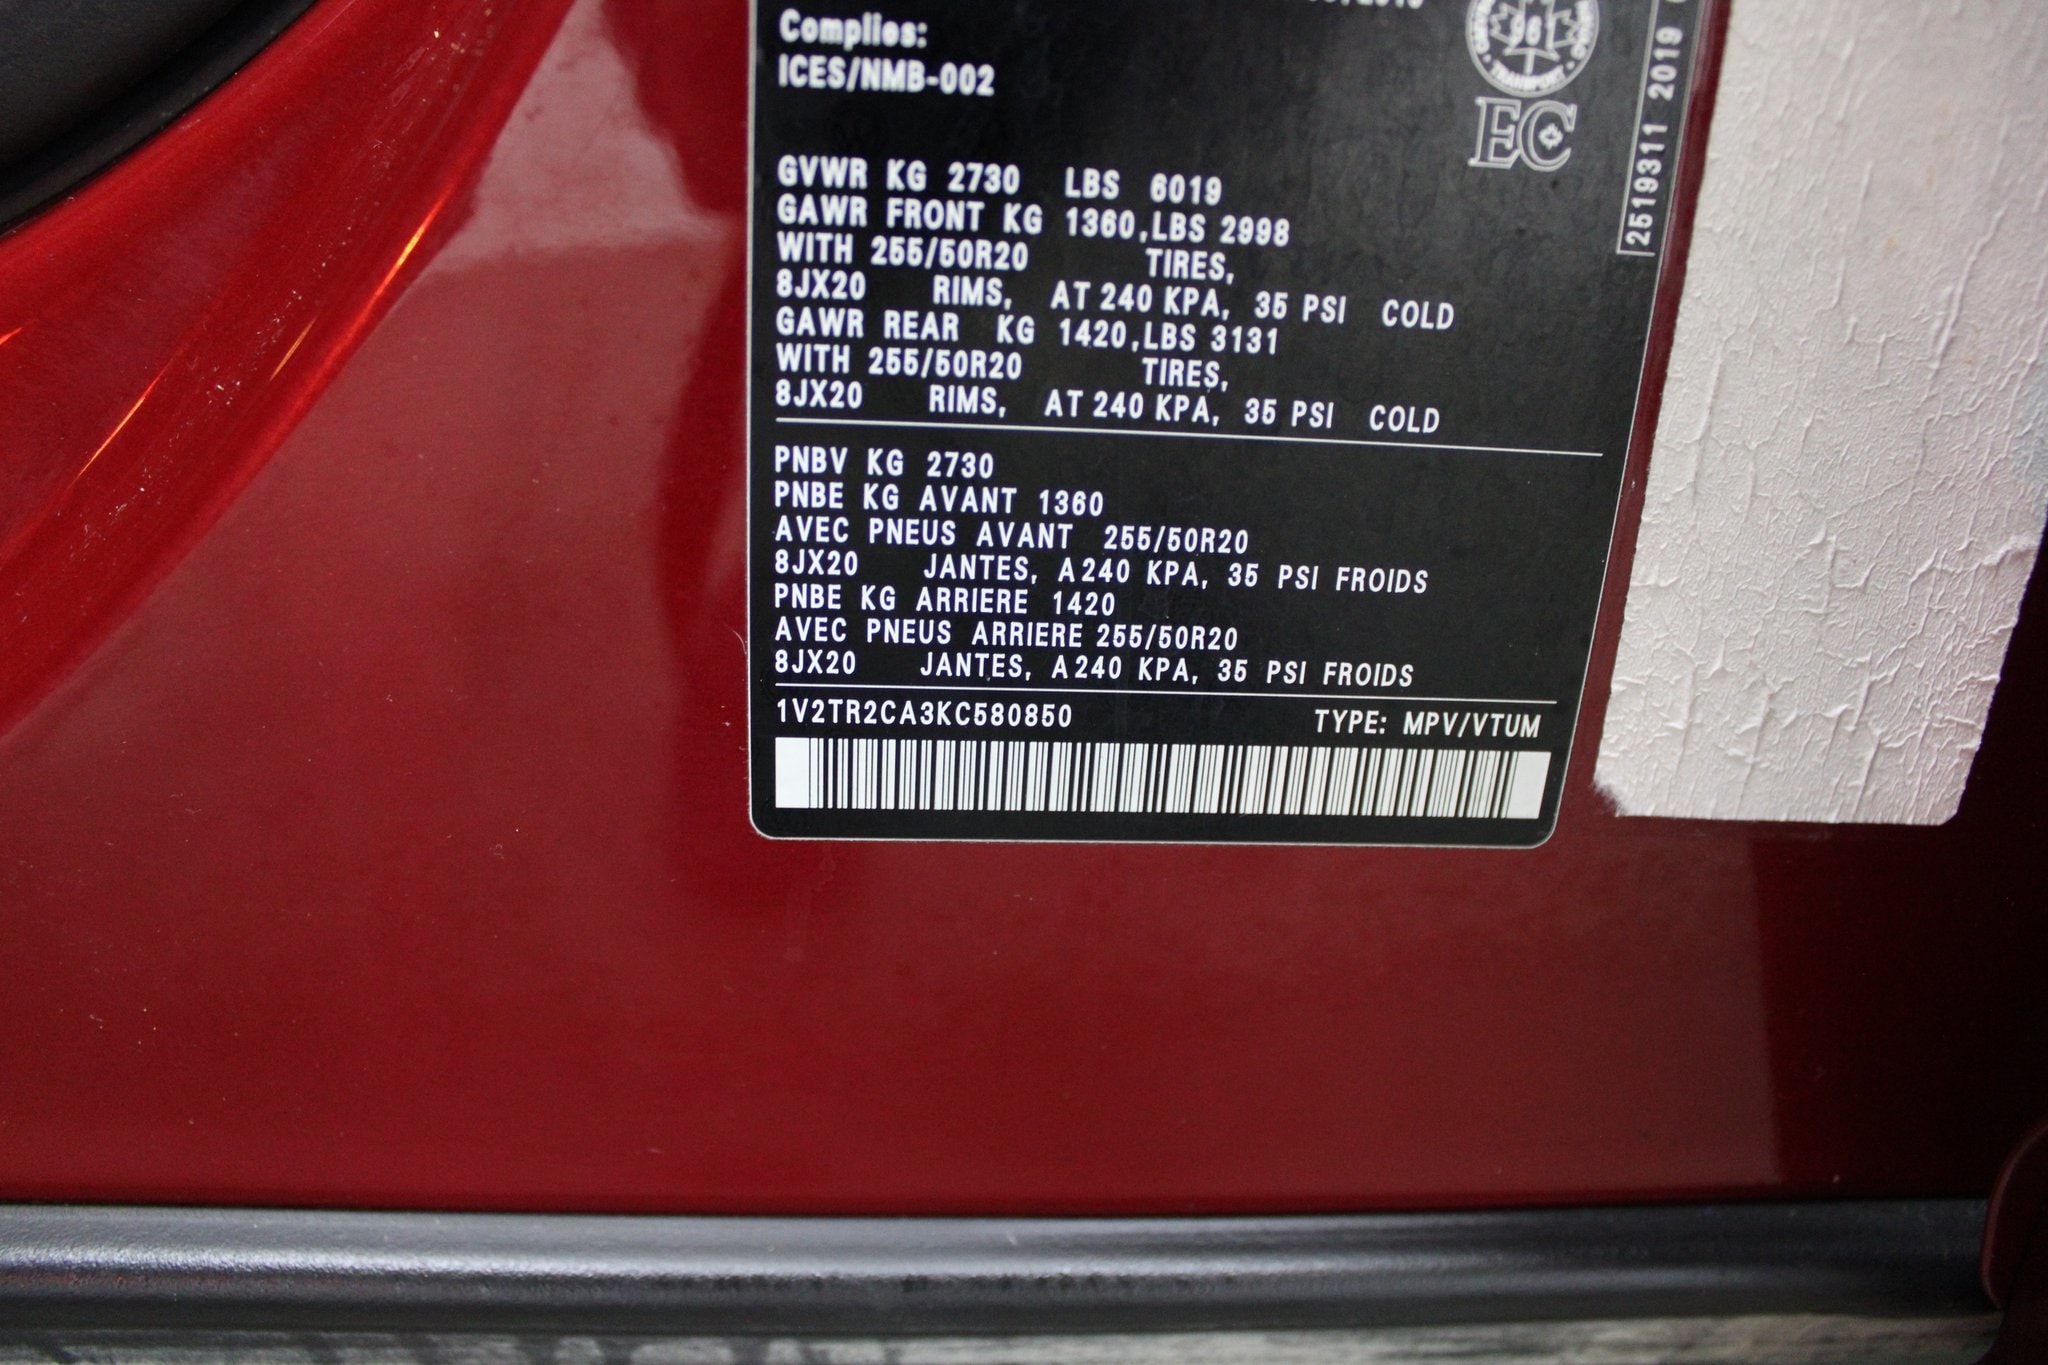 Complies:
ICES/NMB-002
961
TRANSPORT
EC
GVWR KG 2730 LBS 6019
GAWR FRONT KG 1360,LBS 2998
WITH 255/50R20 TIRES,
8JX20 RIMS, AT 240 KPA, 35 PSI COLD
GAWR REAR KG 1420,LBS 3131
WITH 255/50R20 TIRES,
8JX20 RIMS, AT 240 KPA, 35 PSI COLD
PNBV KG 2730
PNBE KG AVANT 1360
AVEC PNEUS AVANT 255/50R20
8JX20 JANTES, A 240 KPA, 35 PSI FROIDS
PNBE KG ARRIERE 1420
AVEC PNEUS ARRIERE 255/50R20
8JX20 JANTES, A 240 KPA, 35 PSI FROIDS
1V2TR2CA3KC580850 TYPE: MPV/VTUM
2519311 2019